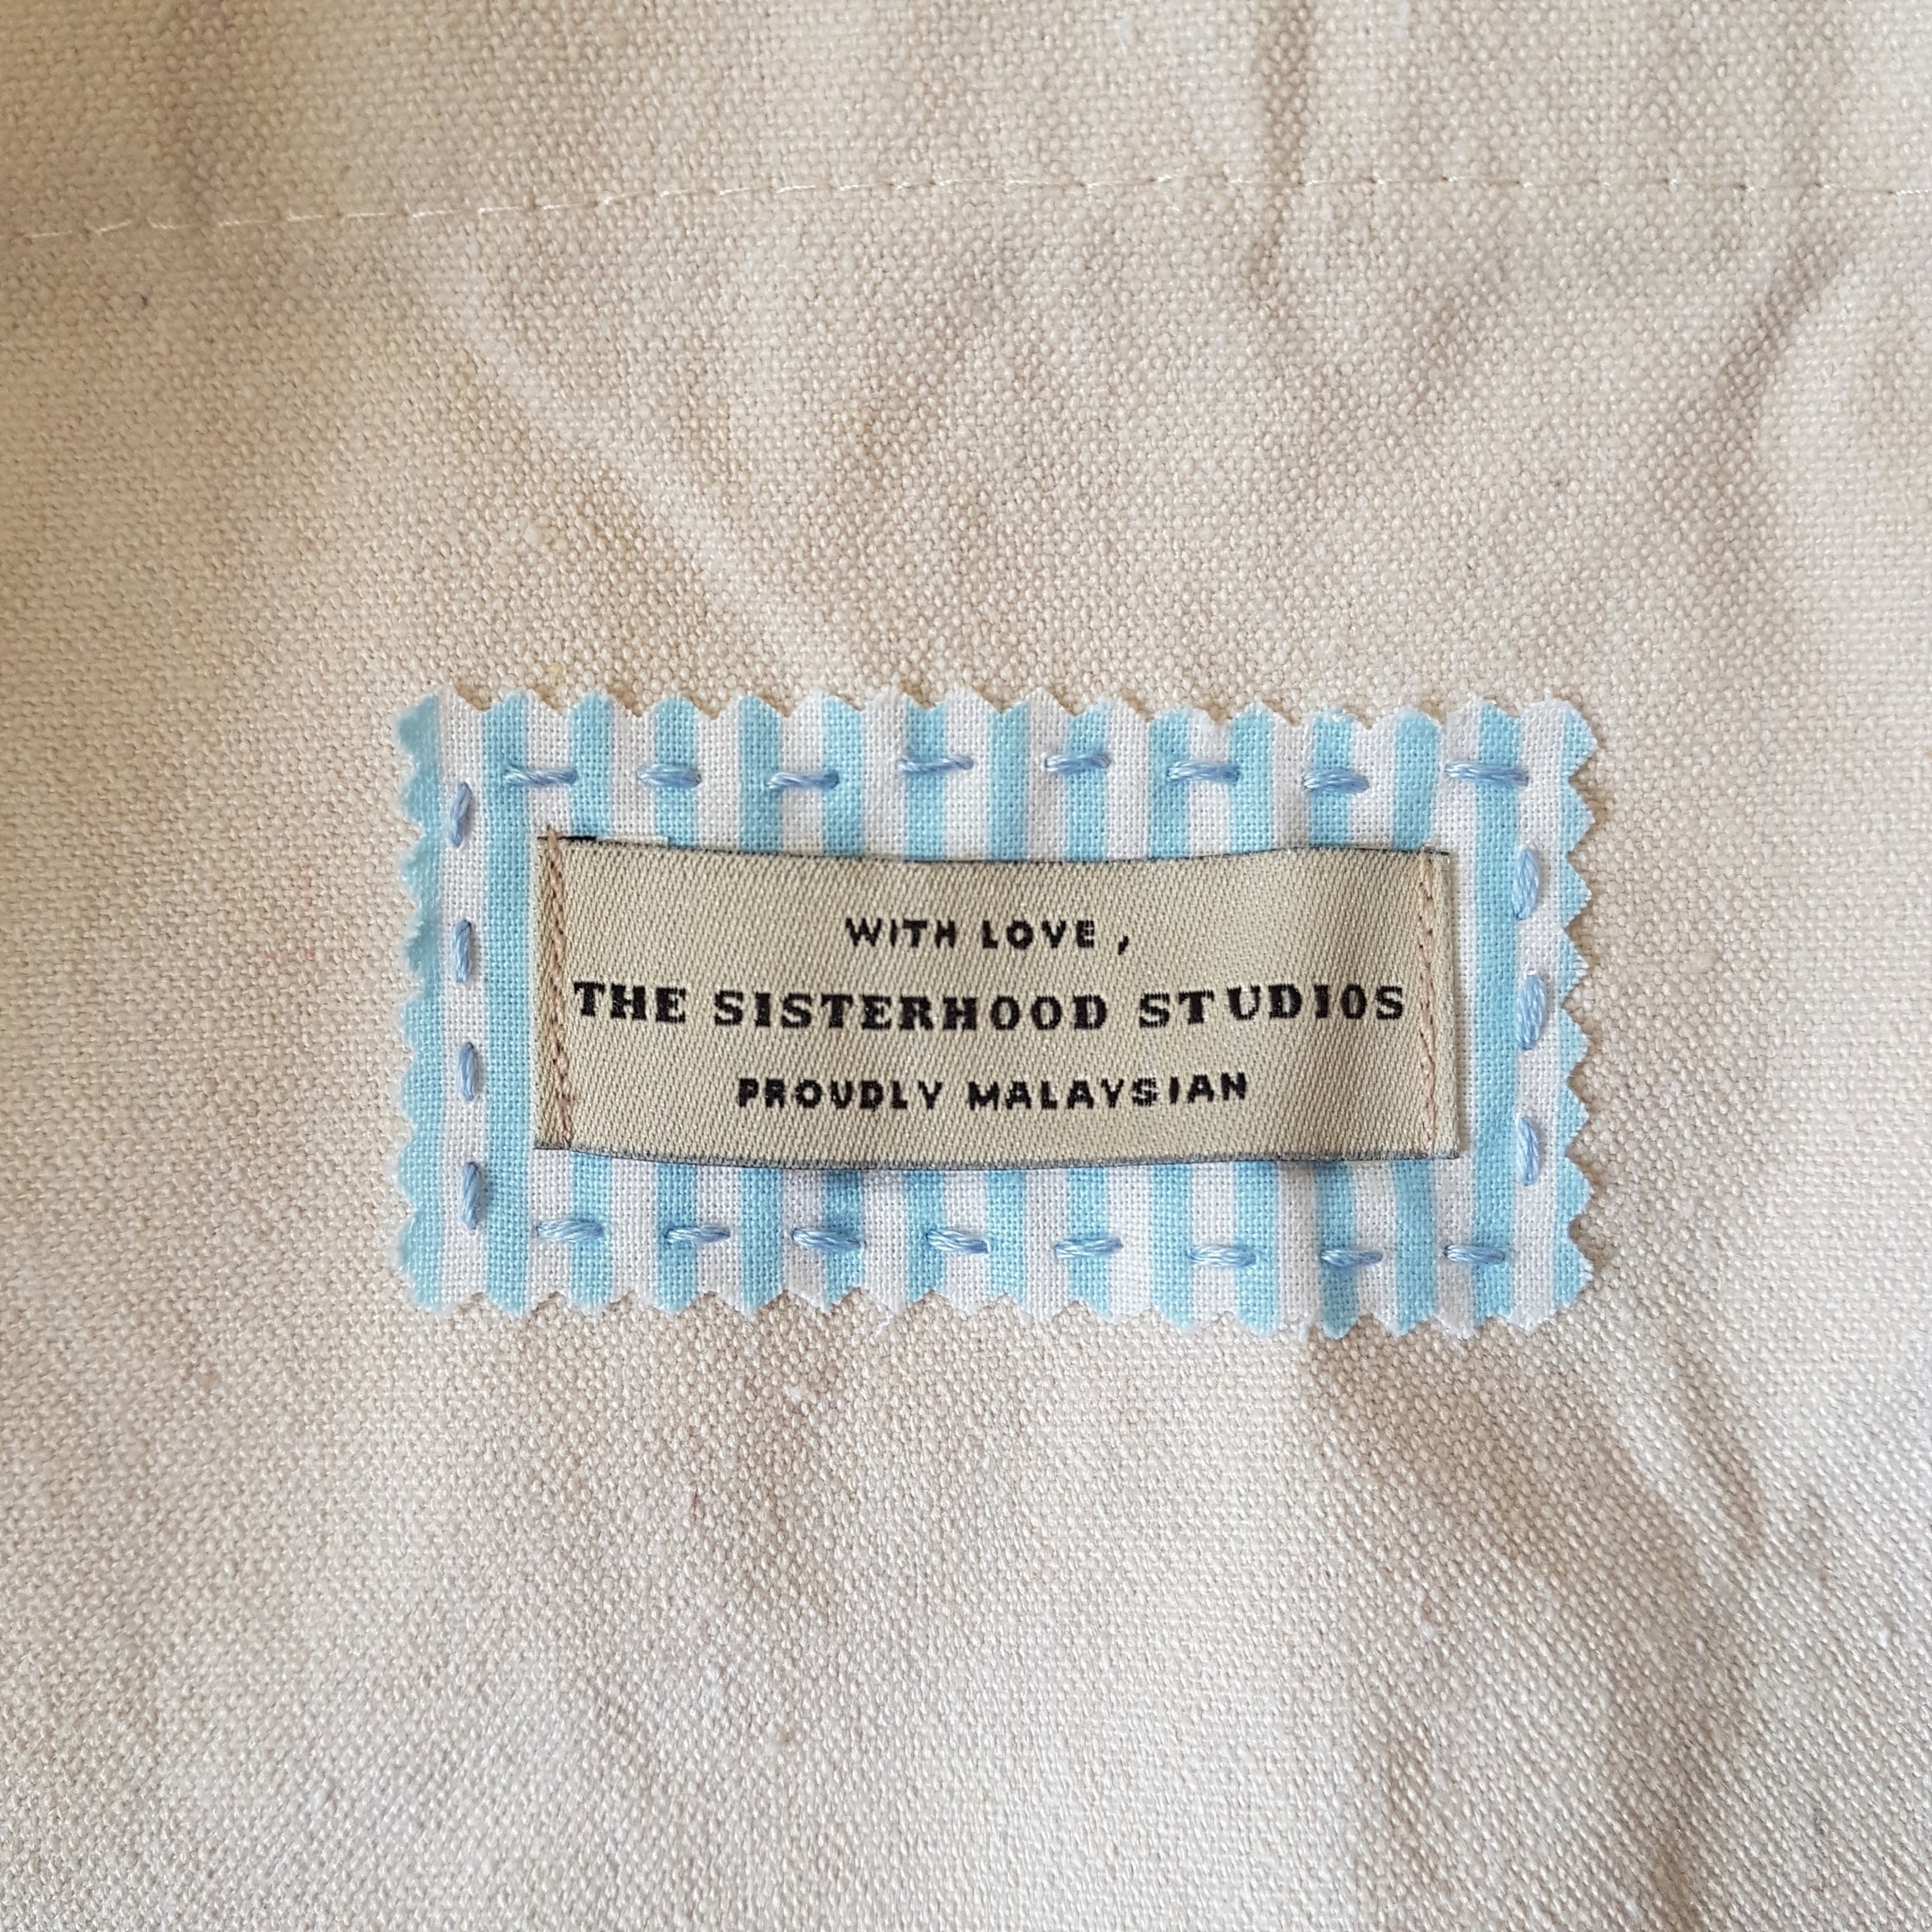 WITH LOVE ,
THE SISTERHOOD STUDIOS
PROUDLY MALAYSIAN